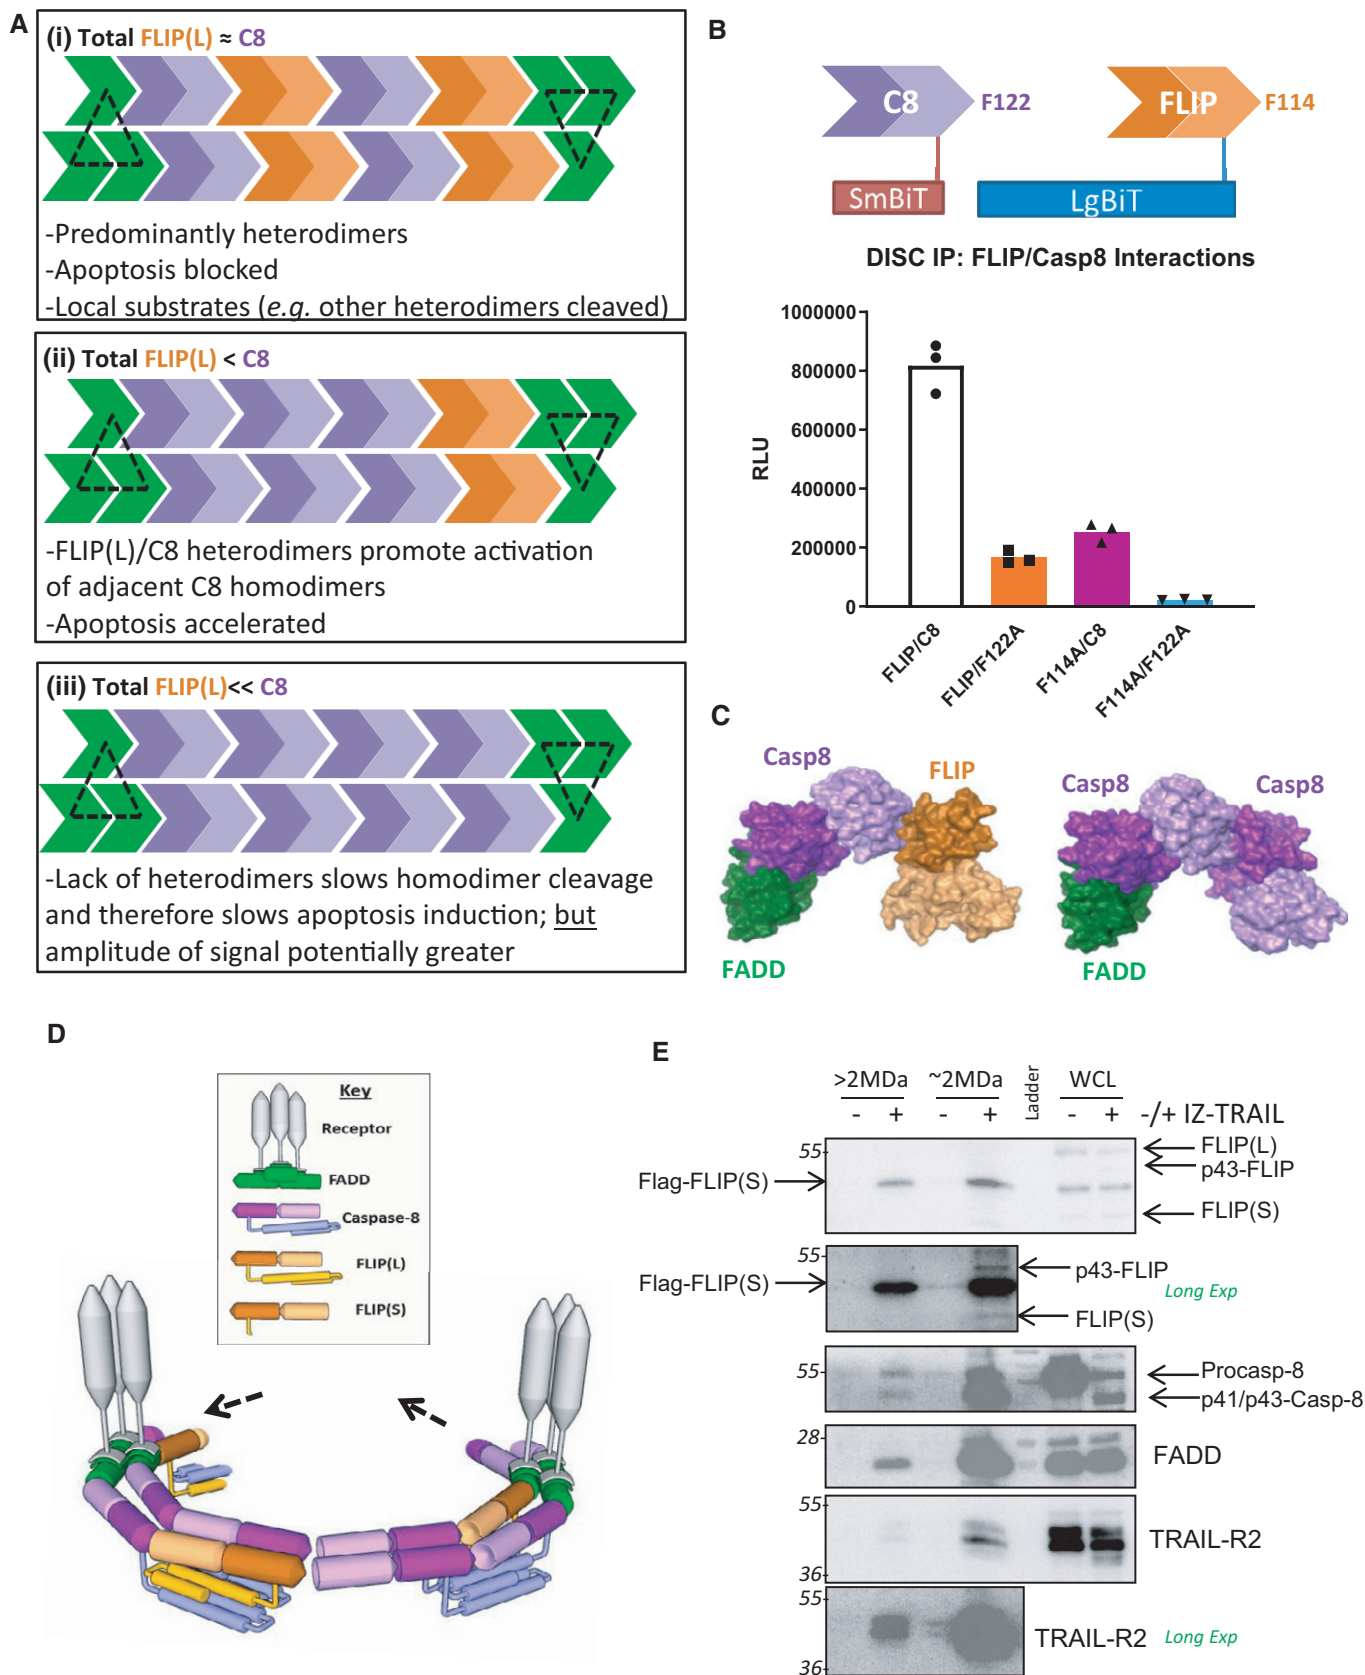 A
(i) Total FLIP(L) ≈ C8
-Predominantly heterodimers
-Apoptosis blocked
-Local substrates (e.g. other heterodimers cleaved)
(ii) Total FLIP(L) < C8
-FLIP(L)/C8 heterodimers promote activation
of adjacent C8 homodimers
-Apoptosis accelerated
(iii) Total FLIP(L)<< C8
-Lack of heterodimers slows homodimer cleavage
and therefore slows apoptosis induction; but
amplitude of signal potentially greater
B
C8
F122
FLIP
F114
SmBiT
LgBiT
DISC IP: FLIP/Casp8 Interactions
RLU
1000000
800000
600000
400000
200000
0
FLIP/C8
FLIP/F122A
F114A/C8
F114A/F122A
C
Casp8
FLIP
FADD
Casp8
Casp8
FADD
D
Key
Receptor
FADD
Caspase-8
FLIP(L)
FLIP(S)
E
>2MDa
~2MDa
Ladder
WCL
- + - + - + -/+ IZ-TRAIL
55
Flag-FLIP(S)
FLIP(L)
p43-FLIP
FLIP(S)
55
Flag-FLIP(S)
p43-FLIP
Long Exp
FLIP(S)
55
Procasp-8
p41/p43-Casp-8
28
FADD
55
TRAIL-R2
36
55
TRAIL-R2 Long Exp
36